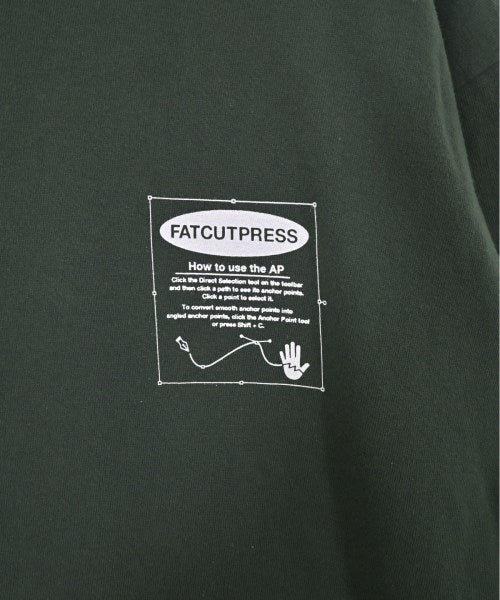 FATCUTPRESS
How to use the AP
Click the Direct Selection tool on the toolbar
and then click a path to see its anchor points.
Click a point to select it.
To convert smooth anchor points into
angled anchor points, click the Anchor Point tool
or press Shift + C.